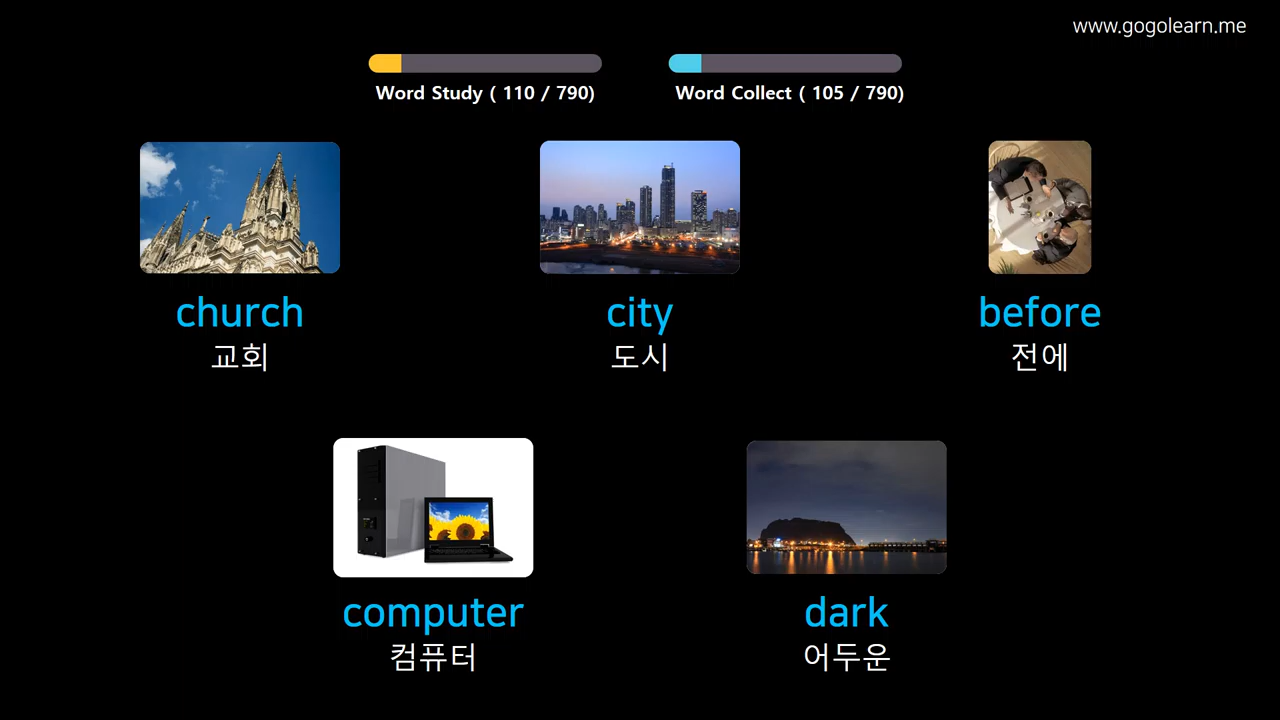 www.gogolearn.me
Word Study ( 110 / 790)
Word Collect ( 105 / 790)
church
교회
city
도시
before
전에
computer
컴퓨터
dark
어두운